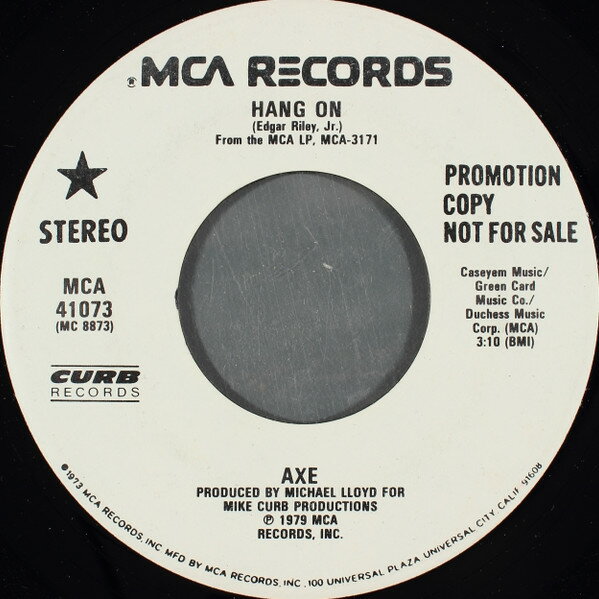 MCA RECORDS
HANG ON
(Edgar Riley, Jr.)
From the MCA LP, MCA-3171
STEREO
PROMOTION
COPY
NOT FOR SALE
MCA
41073
(MC 8873)
Caseyem Music/
Green Card
Music Co./
Duchess Music
Corp. (MCA)
3:10 (BMI)
CURB
RECORDS
AXE
PRODUCED BY MICHAEL LLOYD FOR
MIKE CURB PRODUCTIONS
℗ 1979 MCA
RECORDS, INC.
©1973 MCA RECORDS, INC MFD BY MCA RECORDS, INC., 100 UNIVERSAL PLAZA UNIVERSAL CITY, CALIF. 91608